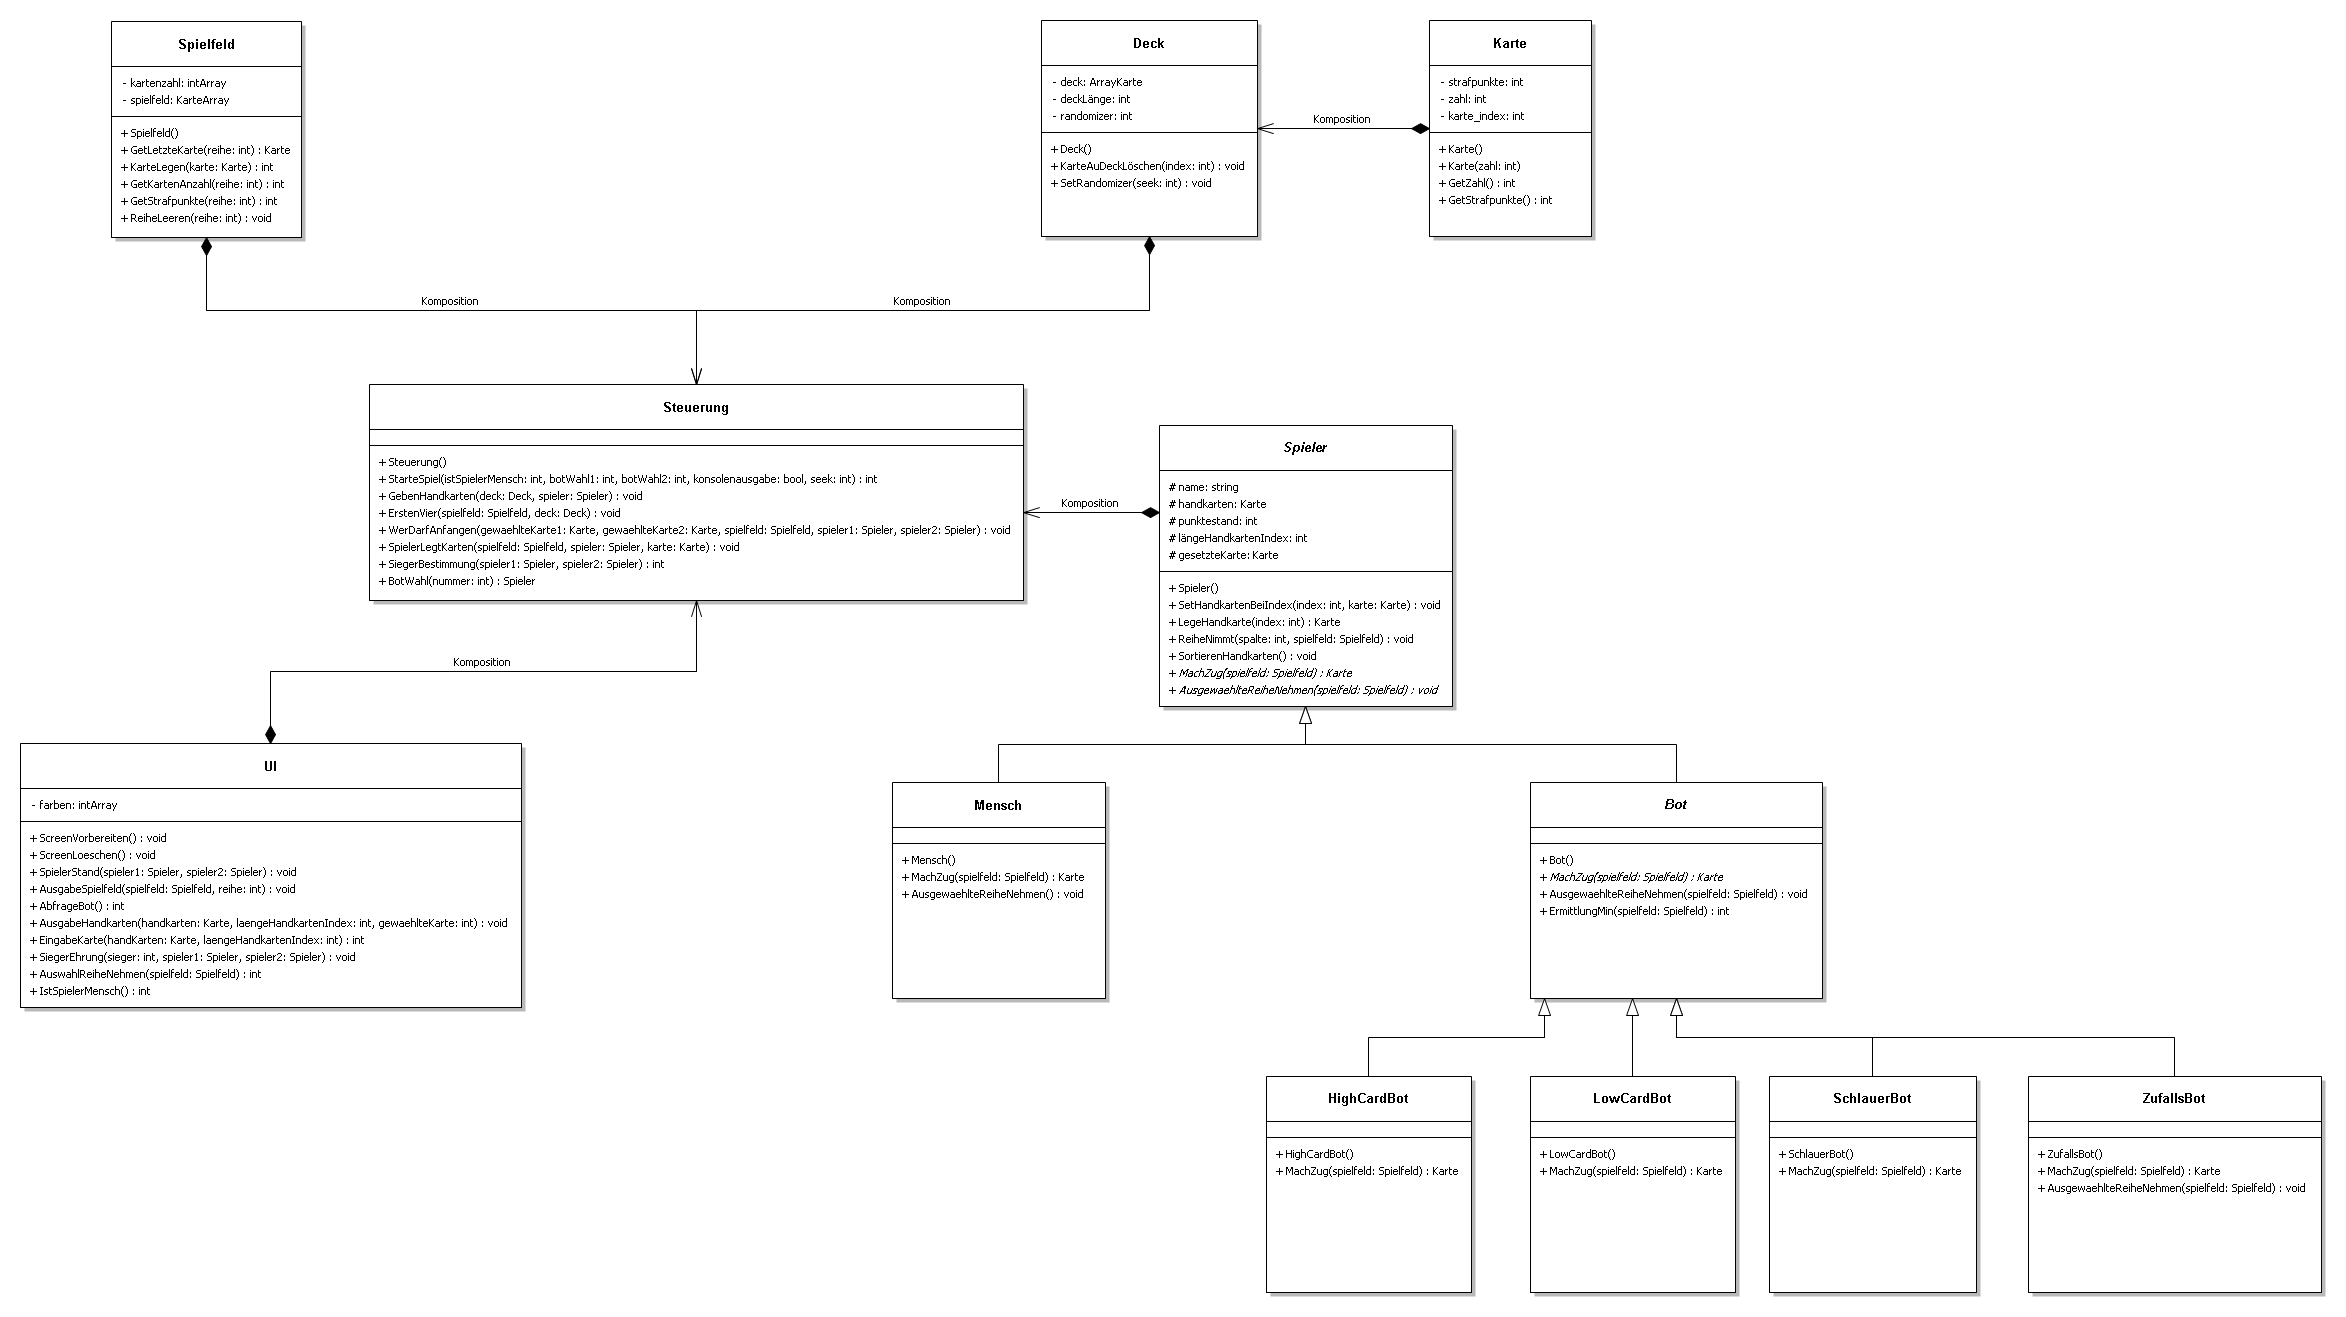 Spielfeld
- kartenzahl: intArray
- spielfeld: KarteArray
+ Spielfeld()
+ GetLetzteKarte(reihe: int) : Karte
+ KarteLegen(karte: Karte) : int
+ GetKartenAnzahl(reihe: int) : int
+ GetStrafpunkte(reihe: int) : int
+ ReiheLeeren(reihe: int) : void
Deck
- deck: ArrayKarte
- deckLänge: int
- randomizer: int
+ Deck()
+ KarteAuDeckLöschen(index: int) : void
+ SetRandomizer(seek: int) : void
Komposition
Karte
- strafpunkte: int
- zahl: int
- karte_index: int
+ Karte()
+ Karte(zahl: int)
+ GetZahl() : int
+ GetStrafpunkte() : int
Komposition
Komposition
Steuerung
+ Steuerung()
+ StarteSpiel(istSpielerMensch: int, botWahl1: int, botWahl2: int, konsolenausgabe: bool, seek: int) : int
+ GebenHandkarten(deck: Deck, spieler: Spieler) : void
+ ErstenVier(spielfeld: Spielfeld, deck: Deck) : void
+ WerDarfAnfangen(gewaehlteKarte1: Karte, gewaehlteKarte2: Karte, spielfeld: Spielfeld, spieler1: Spieler, spieler2: Spieler) : void
+ SpielerLegtKarten(spielfeld: Spielfeld, spieler: Spieler, karte: Karte) : void
+ SiegerBestimmung(spieler1: Spieler, spieler2: Spieler) : int
+ BotWahl(nummer: int) : Spieler
Komposition
Spieler
# name: string
# handkarten: Karte
# punktestand: int
# längeHandkartenIndex: int
# gesetzteKarte: Karte
+ Spieler()
+ SetHandkartenBeiIndex(index: int, karte: Karte) : void
+ LegeHandkarte(index: int) : Karte
+ ReiheNimmt(spalte: int, spielfeld: Spielfeld) : void
+ SortierenHandkarten() : void
+ MachZug(spielfeld: Spielfeld) : Karte
+ AusgewaehlteReiheNehmen(spielfeld: Spielfeld) : void
Komposition
UI
- farben: intArray
+ ScreenVorbereiten() : void
+ ScreenLoeschen() : void
+ SpielerStand(spieler1: Spieler, spieler2: Spieler) : void
+ AusgabeSpielfeld(spielfeld: Spielfeld, reihe: int) : void
+ AbfrageBot() : int
+ AusgabeHandkarten(handkarten: Karte, laengeHandkartenIndex: int, gewaehlteKarte: int) : void
+ EingabeKarte(handKarten: Karte, laengeHandkartenIndex: int) : int
+ SiegerEhrung(sieger: int, spieler1: Spieler, spieler2: Spieler) : void
+ AuswahlReiheNehmen(spielfeld: Spielfeld) : int
+ IstSpielerMensch() : int
Mensch
+ Mensch()
+ MachZug(spielfeld: Spielfeld) : Karte
+ AusgewaehlteReiheNehmen() : void
Bot
+ Bot()
+ MachZug(spielfeld: Spielfeld) : Karte
+ AusgewaehlteReiheNehmen(spielfeld: Spielfeld) : void
+ ErmittlungMin(spielfeld: Spielfeld) : int
HighCardBot
+ HighCardBot()
+ MachZug(spielfeld: Spielfeld) : Karte
LowCardBot
+ LowCardBot()
+ MachZug(spielfeld: Spielfeld) : Karte
SchlauerBot
+ SchlauerBot()
+ MachZug(spielfeld: Spielfeld) : Karte
ZufallsBot
+ ZufallsBot()
+ MachZug(spielfeld: Spielfeld) : Karte
+ AusgewaehlteReiheNehmen(spielfeld: Spielfeld) : void